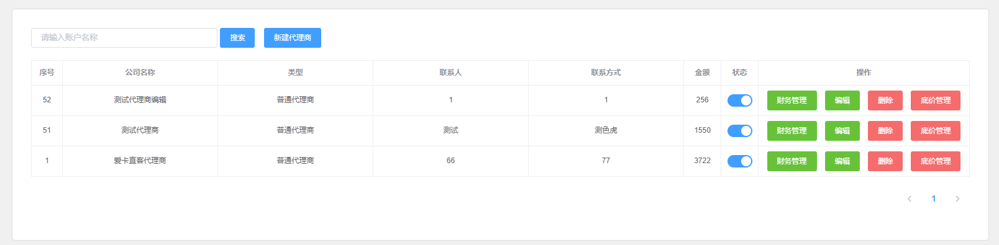 请输入账户名称 搜索 新建代理商
序号 公司名称 类型 联系人 联系方式 金额 状态 操作
52 测试代理商编辑 普通代理商 1 1 256 财务管理 编辑 删除 底价管理
51 测试代理商 普通代理商 测试 测色虎 1550 财务管理 编辑 删除 底价管理
1 爱卡直客代理商 普通代理商 66 77 3722 财务管理 编辑 删除 底价管理
1